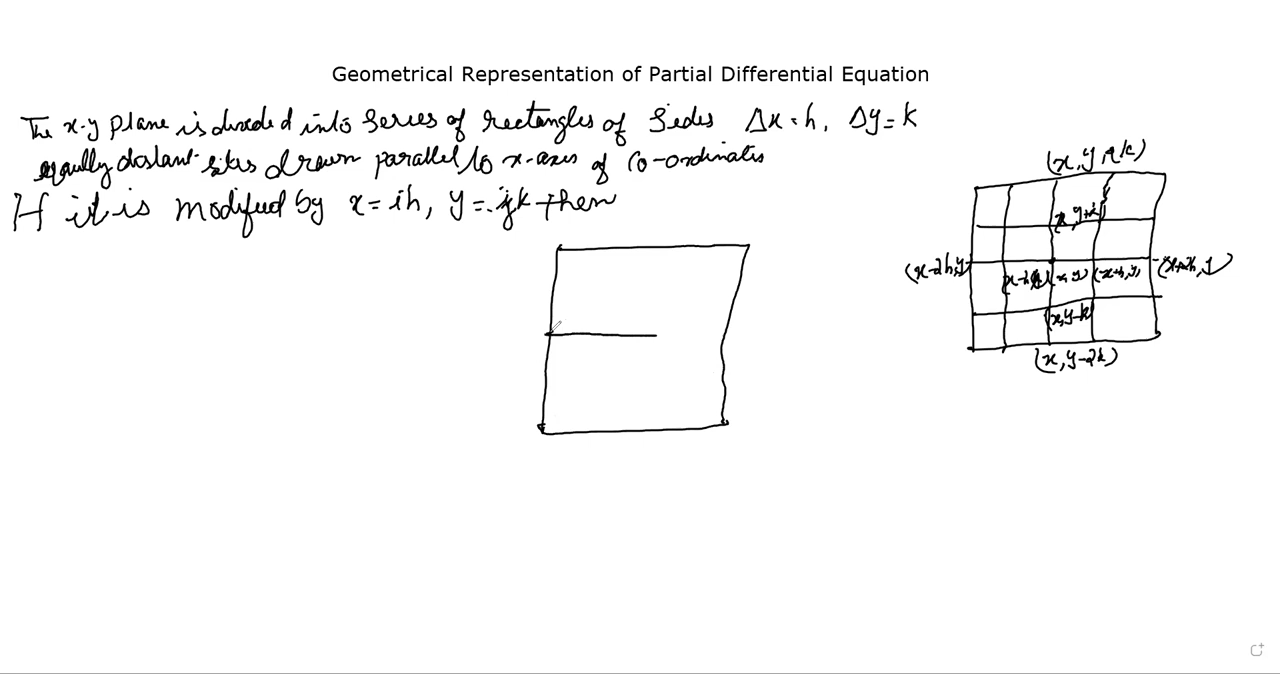 Geometrical Representation of Partial Differential Equation
The x-y plane is divided into series of rectangles of sides Δx = h, Δy = k
equally distant sites drawn parallel to x-axis of co-ordinates
If it is modified by x = ih, y = jk then
(x, y+2k)
(x, y+k)
(x-2h, y) (x-h, y) (x, y) (x+h, y) (x+2h, y)
(x, y-k)
(x, y-2k)